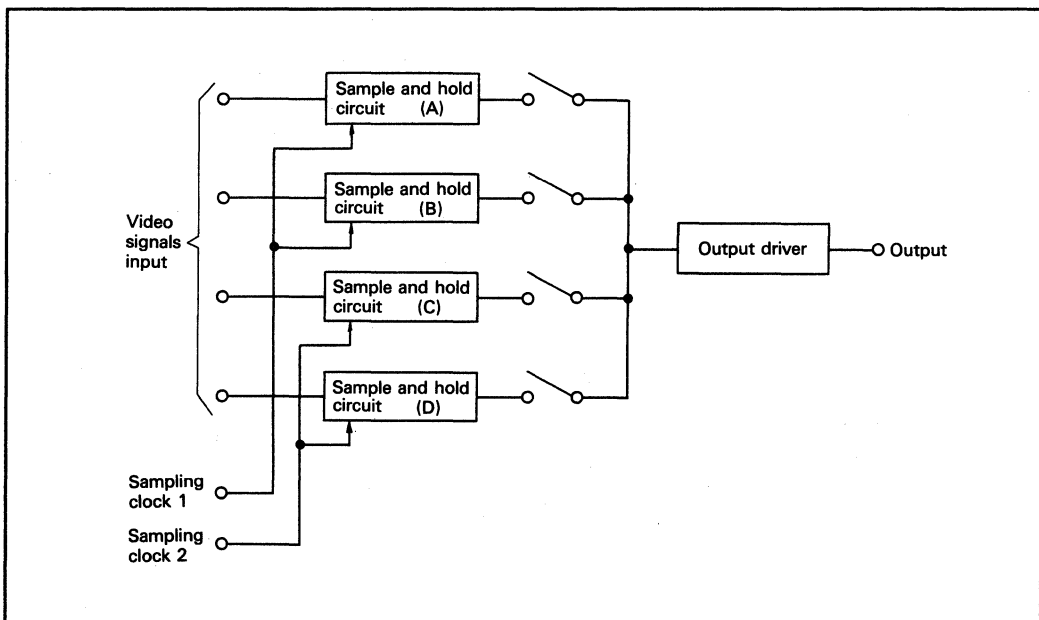 Sample and hold
circuit (A)
Sample and hold
circuit (B)
Video
signals
input
Output driver
Output
Sample and hold
circuit (C)
Sample and hold
circuit (D)
Sampling
clock 1
Sampling
clock 2